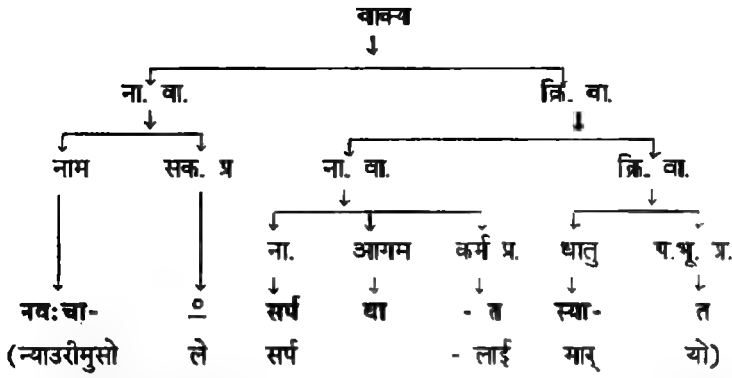 वाक्य
ना. वा. क्रि. वा.
नाम सक. प्र ना. वा. क्रि. वा.
ना. आगम कर्म प्र. धातु प.भू. प्र.
नवःचा- ० सर्प या - त स्या- त
(न्याउरीमुसो ले सर्प - लाई मार् यो)